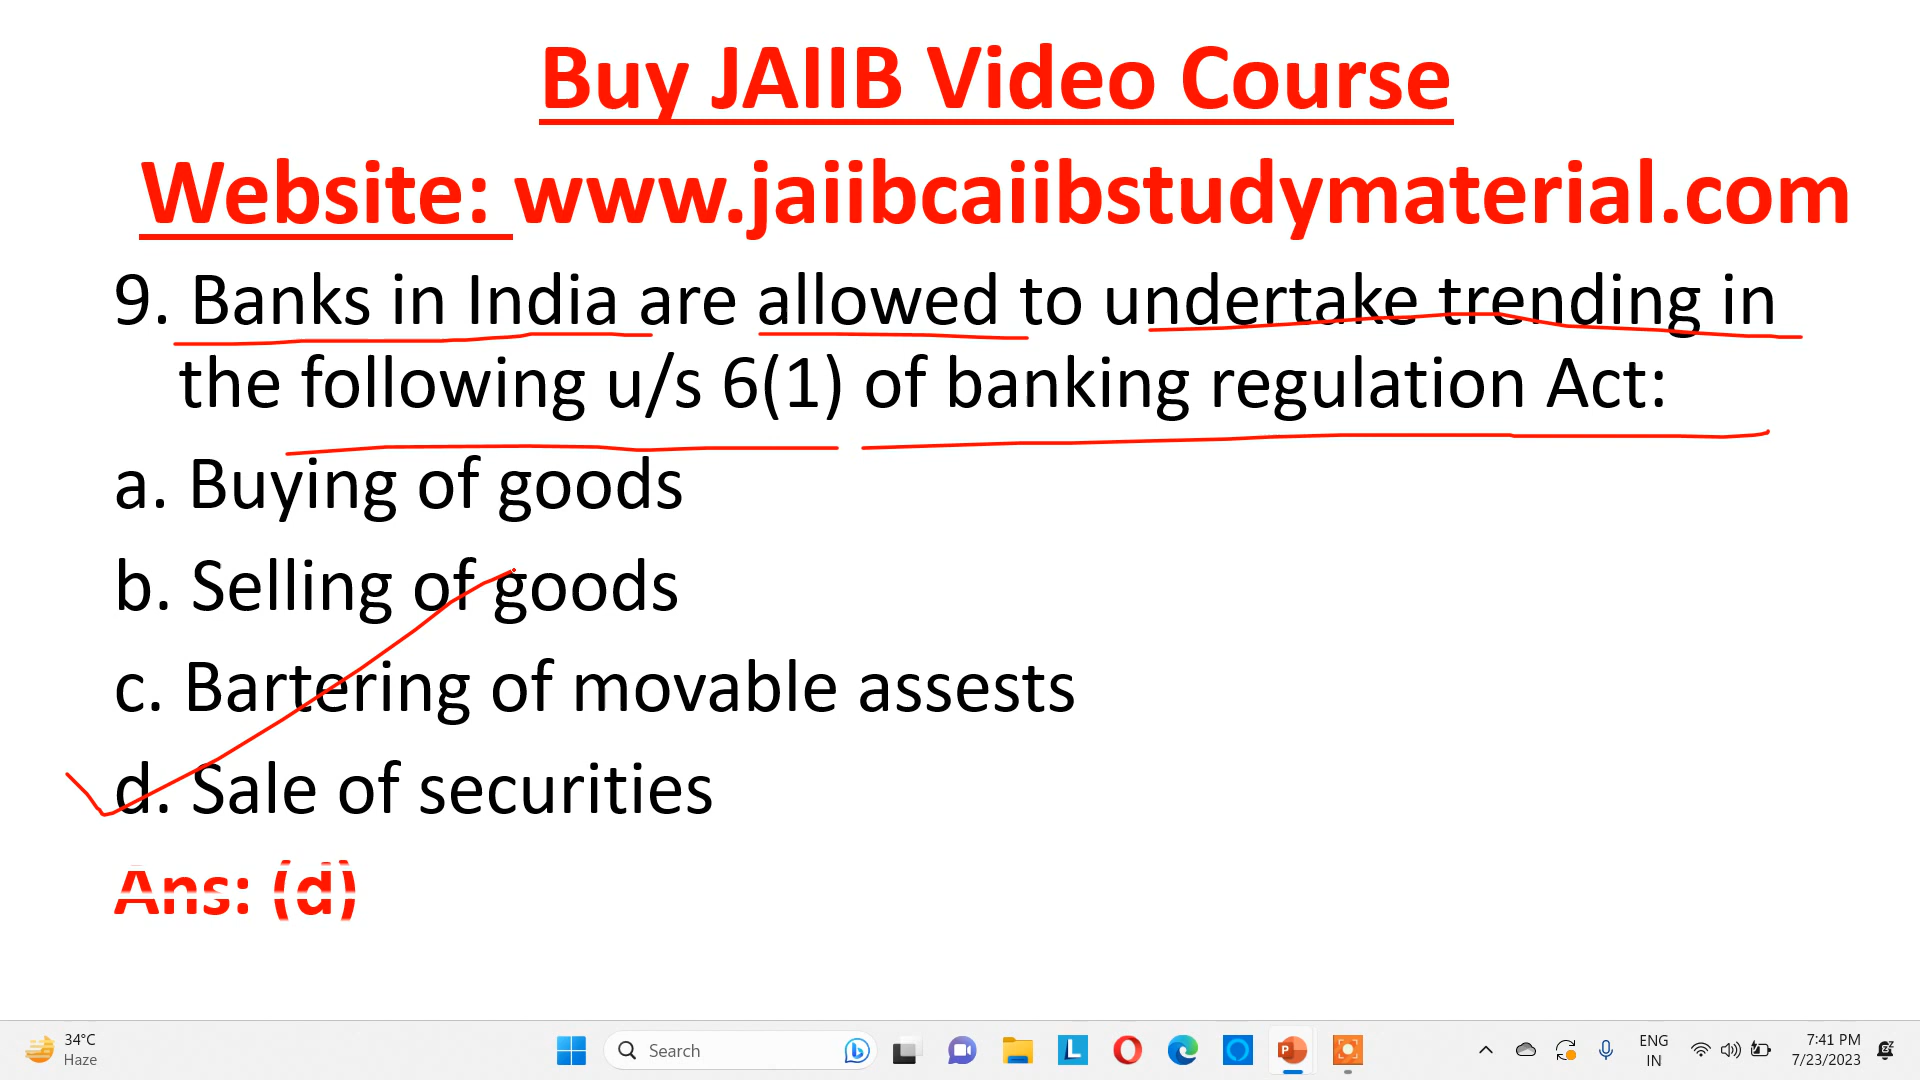 Buy JAIIB Video Course
Website: www.jaiibcaiibstudymaterial.com
9. Banks in India are allowed to undertake trending in
the following u/s 6(1) of banking regulation Act:
a. Buying of goods
b. Selling of goods
c. Bartering of movable assests
d. Sale of securities
Ans: (d)
34°C
Haze
Search
ENG
IN
7:41 PM
7/23/2023